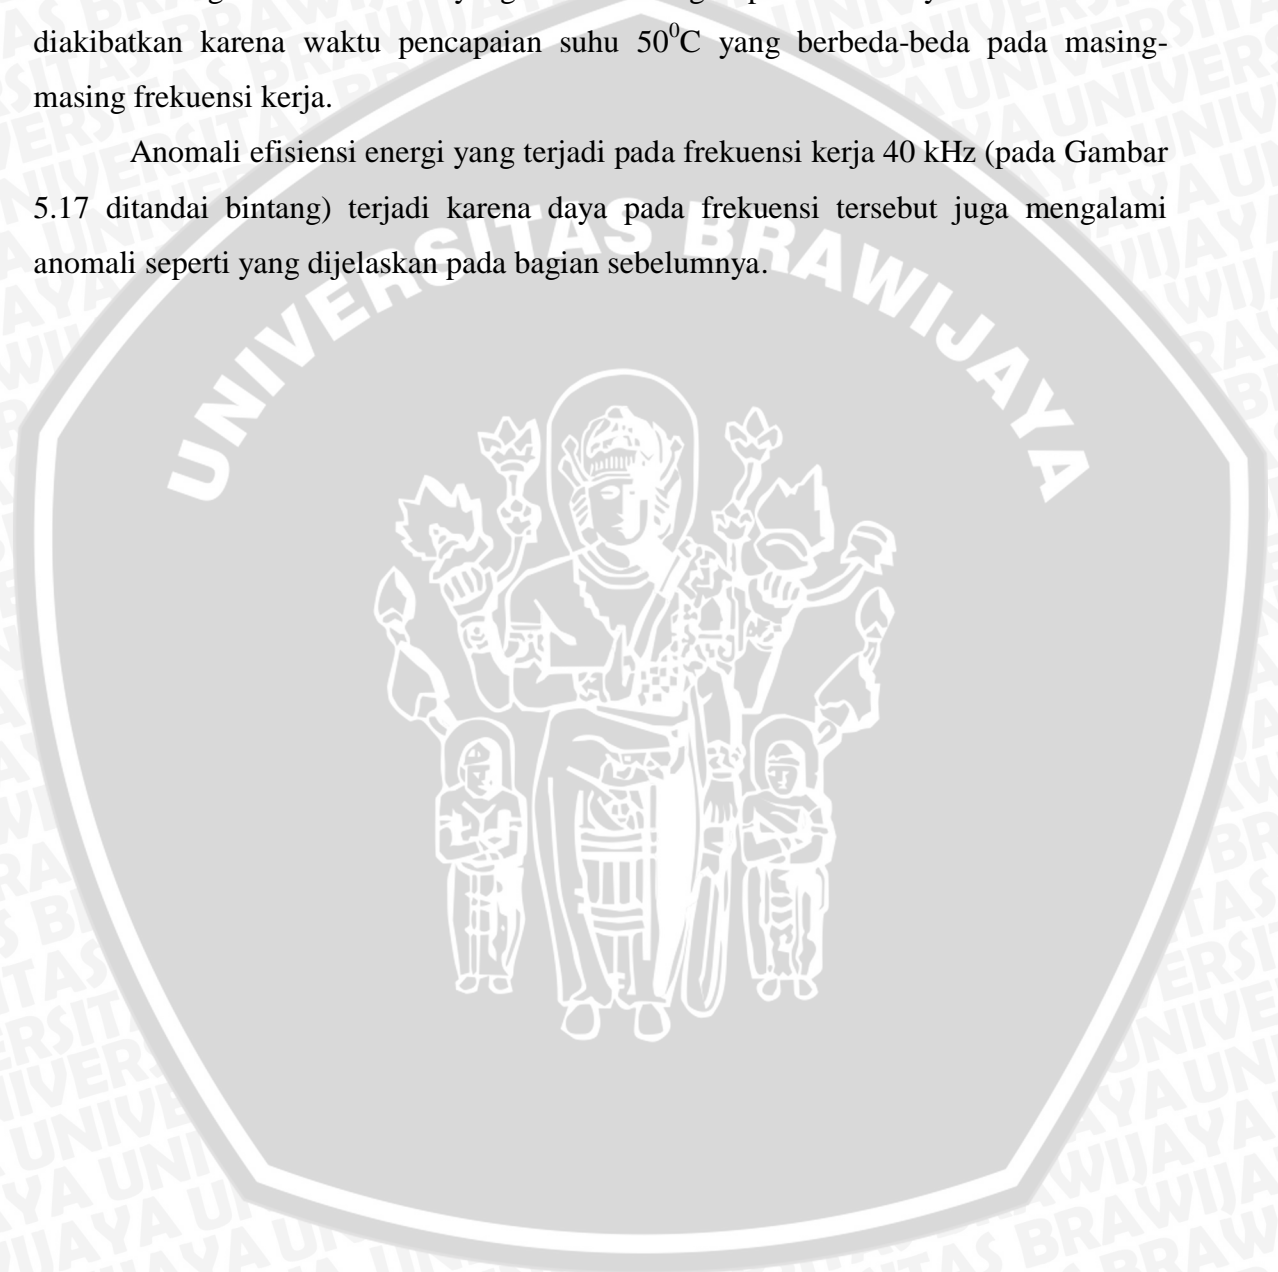 diakibatkan karena waktu pencapaian suhu 50⁰C yang berbeda-beda pada masing-
masing frekuensi kerja.
Anomali efisiensi energi yang terjadi pada frekuensi kerja 40 kHz (pada Gambar
5.17 ditandai bintang) terjadi karena daya pada frekuensi tersebut juga mengalami
anomali seperti yang dijelaskan pada bagian sebelumnya.
UNIVERSITAS BRAWIJAYA